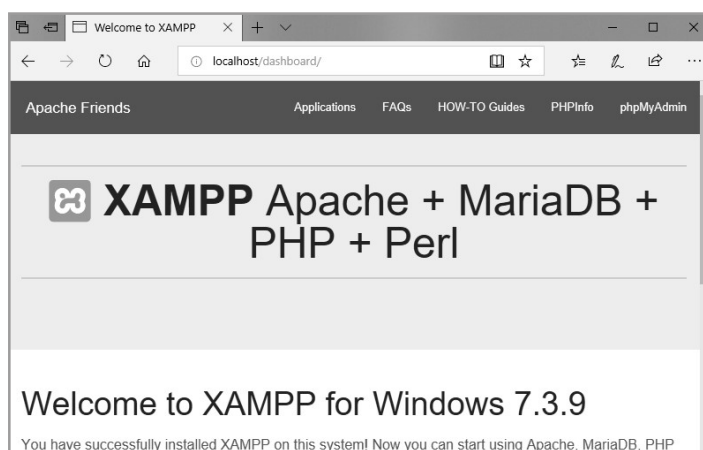 Welcome to XAMPP
localhost/dashboard/
Apache Friends Applications FAQs HOW-TO Guides PHPInfo phpMyAdmin
XAMPP Apache + MariaDB +
PHP + Perl
Welcome to XAMPP for Windows 7.3.9
You have successfully installed XAMPP on this system! Now you can start using Apache, MariaDB, PHP